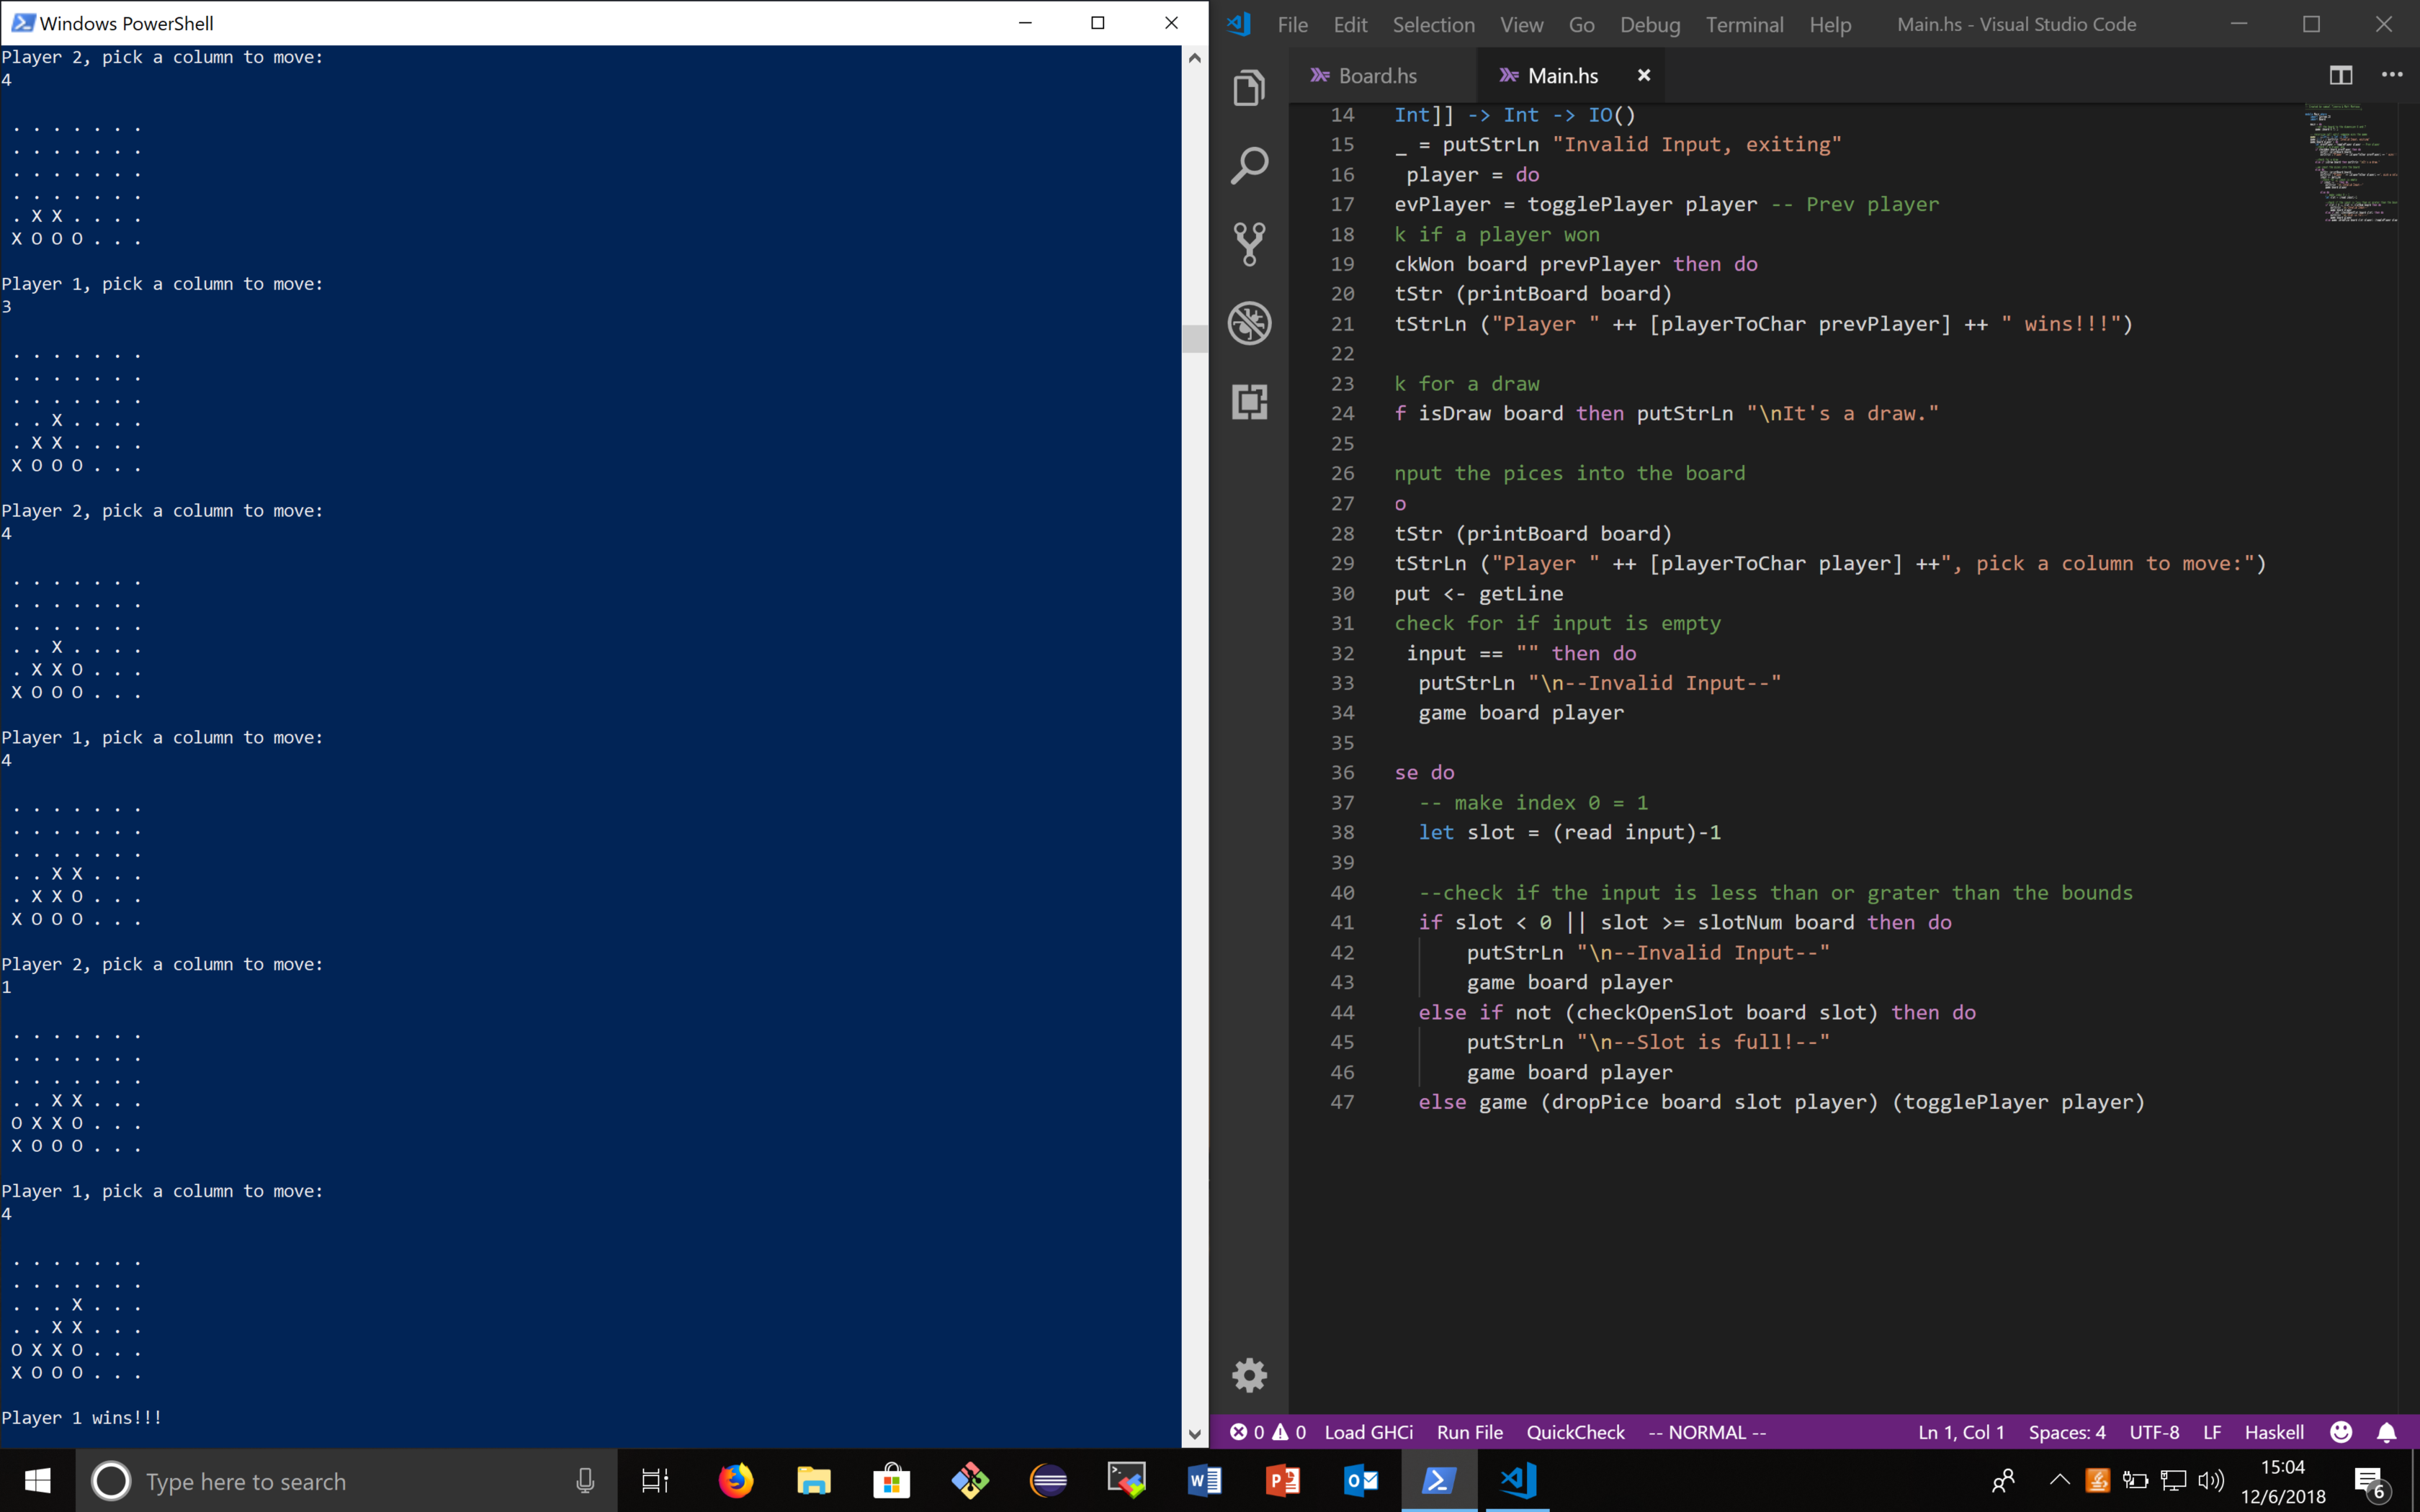 Windows PowerShell
Player 2, pick a column to move:
4
. . . . . . .
. . . . . . .
. . . . . . .
. . . . . . .
. X X . . . .
X O O O . . .
Player 1, pick a column to move:
3
. . . . . . .
. . . . . . .
. . . . . . .
. . X . . . .
. X X . . . .
X O O O . . .
Player 2, pick a column to move:
4
. . . . . . .
. . . . . . .
. . . . . . .
. . X . . . .
. X X O . . .
X O O O . . .
Player 1, pick a column to move:
4
. . . . . . .
. . . . . . .
. . . . . . .
. . X X . . .
. X X O . . .
X O O O . . .
Player 2, pick a column to move:
1
. . . . . . .
. . . . . . .
. . . . . . .
. . X X . . .
O X X O . . .
X O O O . . .
Player 1, pick a column to move:
4
. . . . . . .
. . . . . . .
. . . X . . .
. . X X . . .
O X X O . . .
X O O O . . .
Player 1 wins!!!
File Edit Selection View Go Debug Terminal Help Main.hs - Visual Studio Code
Board.hs Main.hs
14 Int]] -> Int -> IO()
15 _ = putStrLn "Invalid Input, exiting"
16 player = do
17 evPlayer = togglePlayer player -- Prev player
18 k if a player won
19 ckWon board prevPlayer then do
20 tStr (printBoard board)
21 tStrLn ("Player " ++ [playerToChar prevPlayer] ++ " wins!!!")
22
23 k for a draw
24 f isDraw board then putStrLn "\nIt's a draw."
25
26 nput the pices into the board
27 o
28 tStr (printBoard board)
29 tStrLn ("Player " ++ [playerToChar player] ++", pick a column to move:")
30 put <- getLine
31 check for if input is empty
32 input == "" then do
33 putStrLn "\n--Invalid Input--"
34 game board player
35
36 se do
37 -- make index 0 = 1
38 let slot = (read input)-1
39
40 --check if the input is less than or grater than the bounds
41 if slot < 0 || slot >= slotNum board then do
42 putStrLn "\n--Invalid Input--"
43 game board player
44 else if not (checkOpenSlot board slot) then do
45 putStrLn "\n--Slot is full!--"
46 game board player
47 else game (dropPice board slot player) (togglePlayer player)
0 0 Load GHCi Run File QuickCheck -- NORMAL -- Ln 1, Col 1 Spaces: 4 UTF-8 LF Haskell
Type here to search
15:04
12/6/2018
6